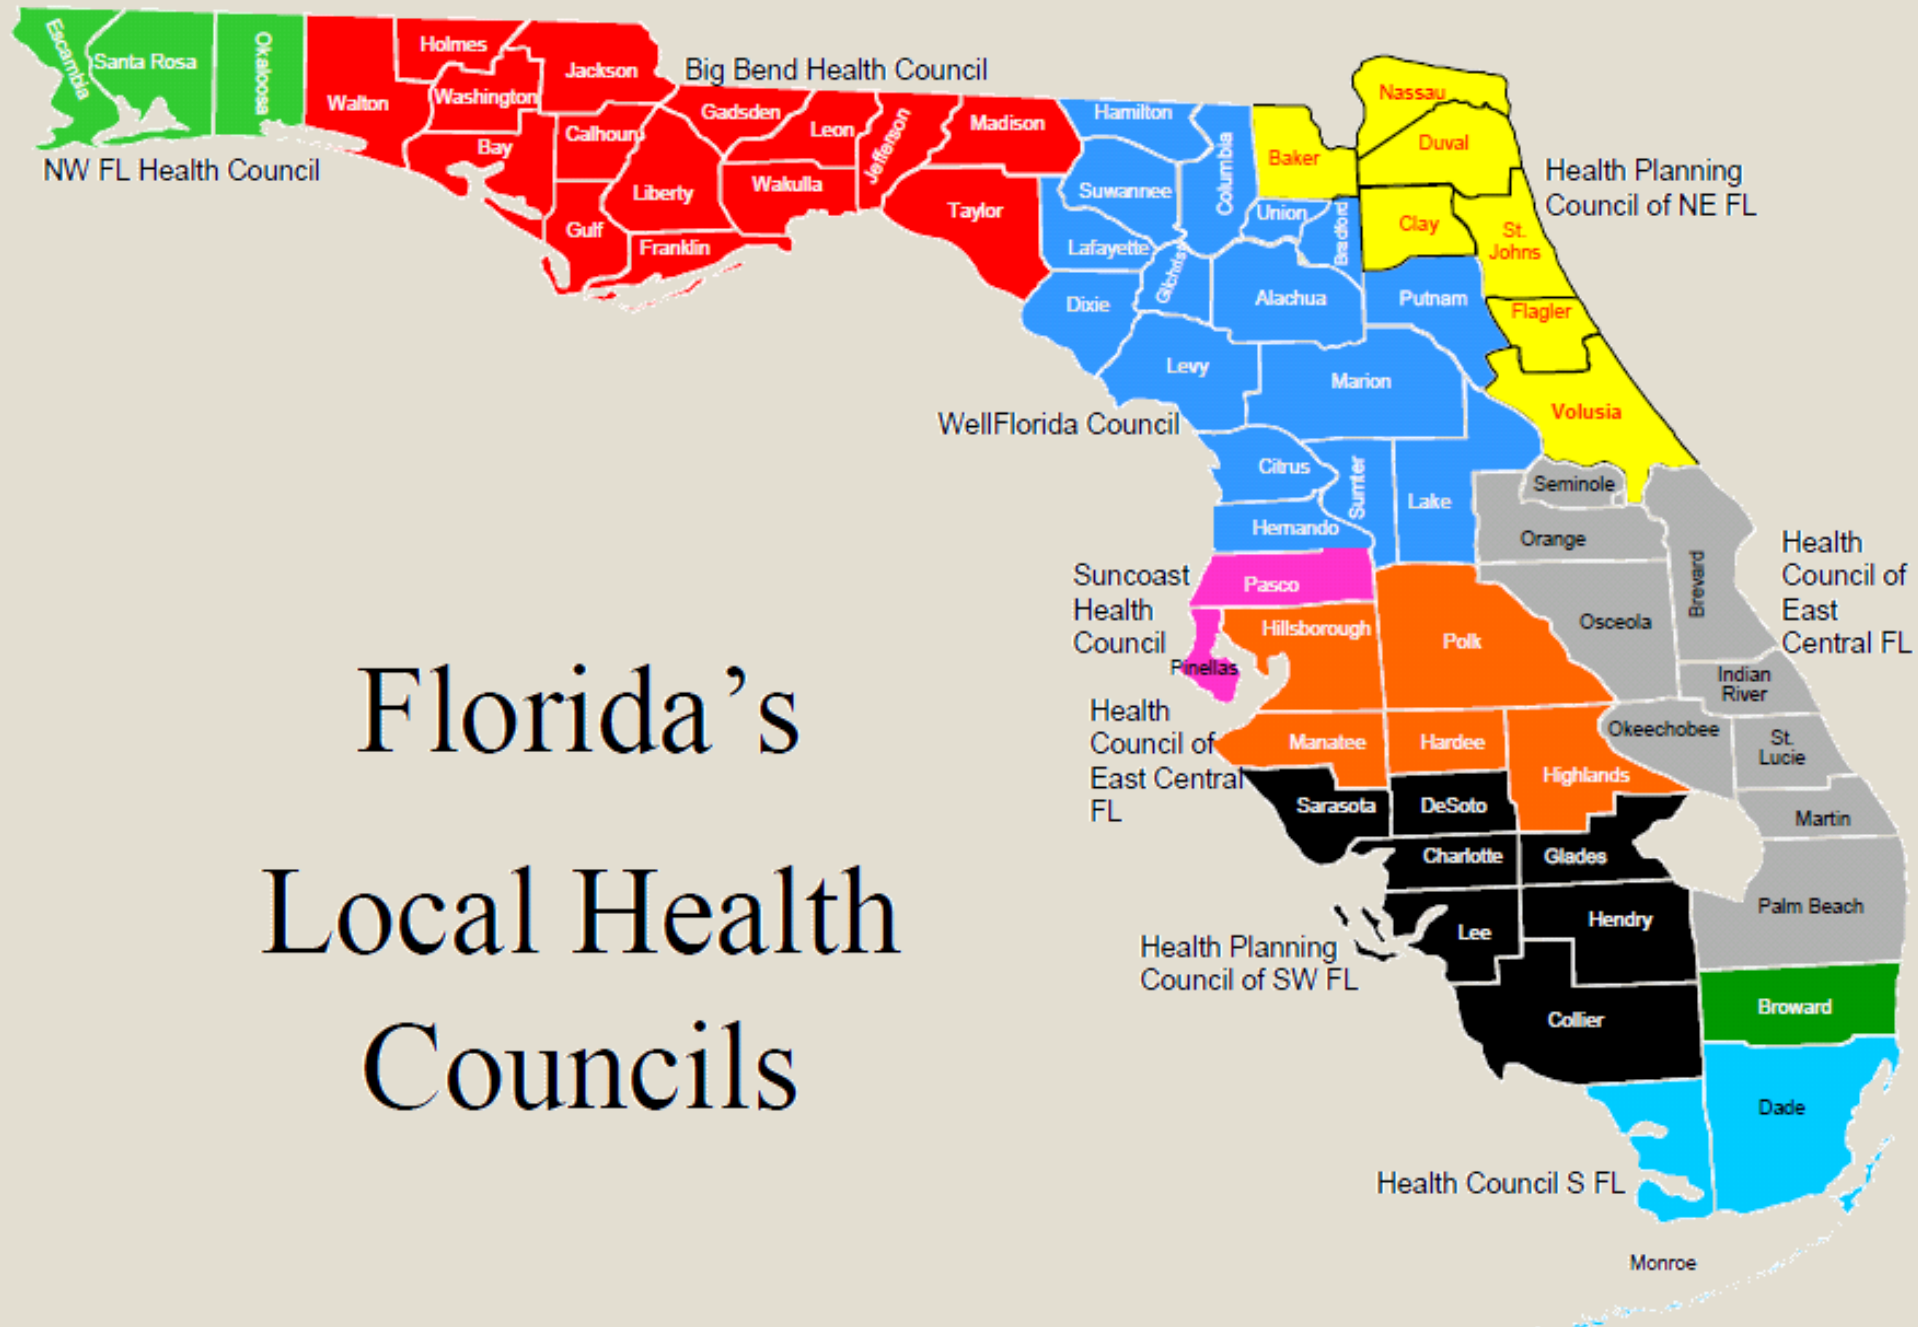 Escambia
Santa Rosa
Okaloosa
Walton
Holmes
Washington
Jackson
Bay
Calhoun
Gulf
Liberty
Franklin
Gadsden
Leon
Wakulla
Jefferson
Madison
Taylor
NW FL Health Council
Big Bend Health Council
Hamilton
Suwannee
Columbia
Lafayette
Dixie
Gilchrist
Union
Bradford
Alachua
Putnam
Levy
Marion
Citrus
Sumter
Lake
Hernando
WellFlorida Council
Nassau
Duval
Baker
Clay
St.
Johns
Flagler
Volusia
Health Planning
Council of NE FL
Seminole
Orange
Brevard
Osceola
Indian
River
Okeechobee
St.
Lucie
Martin
Palm Beach
Health
Council of
East
Central FL
Suncoast
Health
Council
Pasco
Pinellas
Hillsborough
Polk
Manatee
Hardee
Highlands
Health
Council of
East Central
FL
Sarasota
DeSoto
Charlotte
Glades
Lee
Hendry
Collier
Health Planning
Council of SW FL
Broward
Dade
Health Council S FL
Monroe
Florida’s
Local Health
Councils